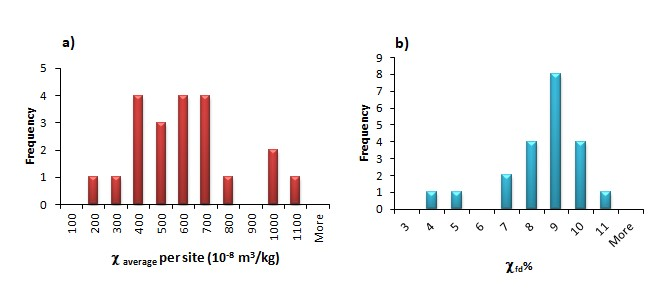 a)
5
4
3
2
1
0
Frequency
100 200 300 400 500 600 700 800 900 1000 1100 More
χ average per site (10⁻⁸ m³/kg)
b)
9
8
7
6
5
4
3
2
1
0
Frequency
3 4 5 6 7 8 9 10 11 More
χfd%